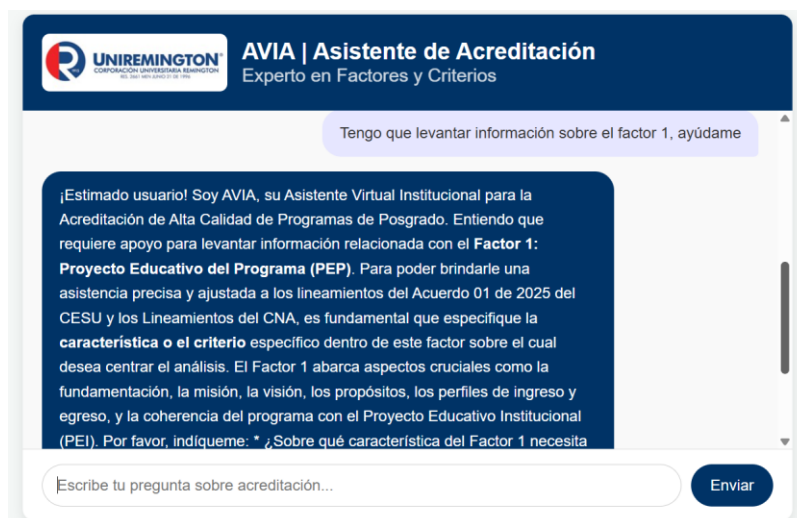 UNIREMINGTON
CORPORACIÓN UNIVERSITARIA REMINGTON
AVIA | Asistente de Acreditación
Experto en Factores y Criterios
Tengo que levantar información sobre el factor 1, ayúdame
¡Estimado usuario! Soy AVIA, su Asistente Virtual Institucional para la
Acreditación de Alta Calidad de Programas de Posgrado. Entiendo que
requiere apoyo para levantar información relacionada con el Factor 1:
Proyecto Educativo del Programa (PEP). Para poder brindarle una
asistencia precisa y ajustada a los lineamientos del Acuerdo 01 de 2025 del
CESU y los Lineamientos del CNA, es fundamental que especifique la
característica o el criterio específico dentro de este factor sobre el cual
desea centrar el análisis. El Factor 1 abarca aspectos cruciales como la
fundamentación, la misión, la visión, los propósitos, los perfiles de ingreso y
egreso, y la coherencia del programa con el Proyecto Educativo Institucional
(PEI). Por favor, indíqueme: * ¿Sobre qué característica del Factor 1 necesita
Escribe tu pregunta sobre acreditación...
Enviar